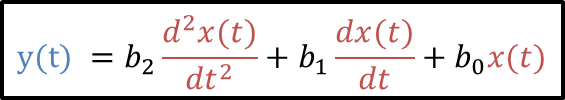 y(t) = b₂ d²x(t)/dt² + b₁ dx(t)/dt + b₀x(t)